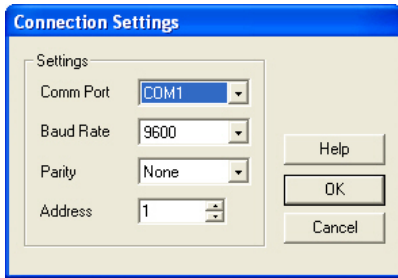 Connection Settings
Settings
Comm Port COM1
Baud Rate 9600
Parity None
Address 1
Help
OK
Cancel